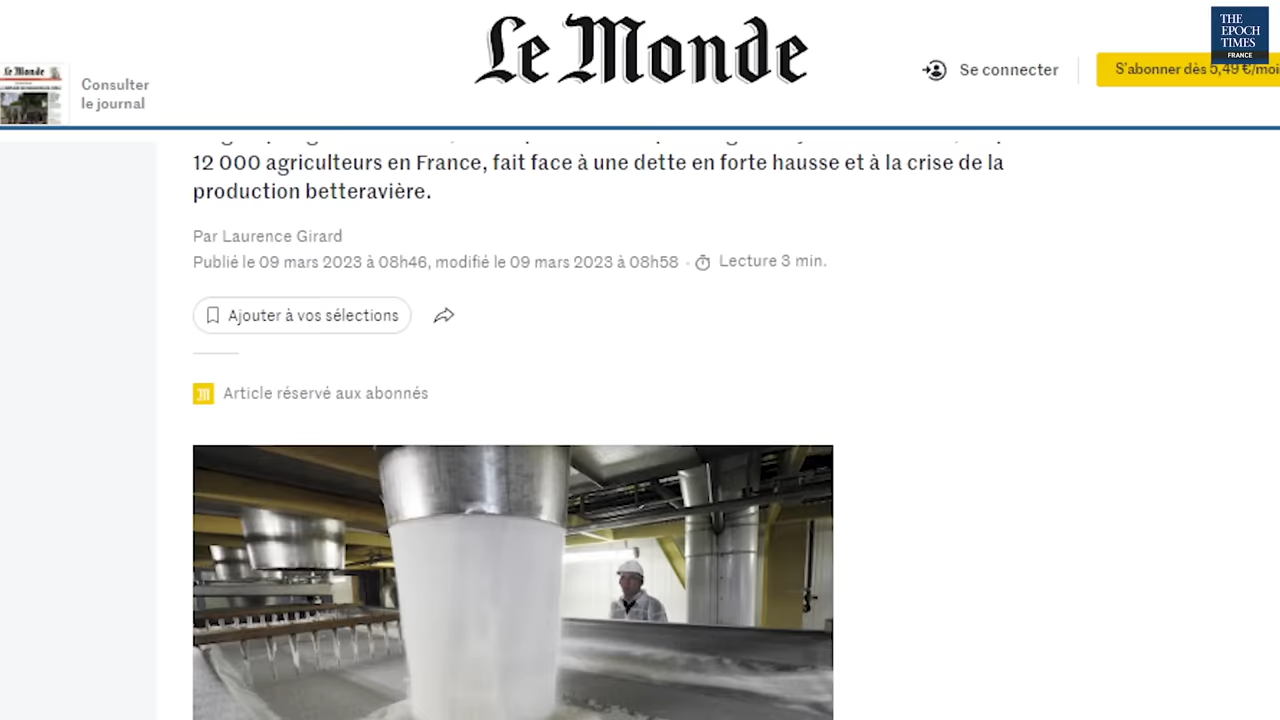 Le Monde
THE
EPOCH
TIMES
FRANCE
Le Monde
Consulter
le journal
Se connecter
S'abonner dès 5,49 €/moi
12 000 agriculteurs en France, fait face à une dette en forte hausse et à la crise de la
production betteravière.
Par Laurence Girard
Publié le 09 mars 2023 à 08h46, modifié le 09 mars 2023 à 08h58 • Lecture 3 min.
Ajouter à vos sélections
Article réservé aux abonnés